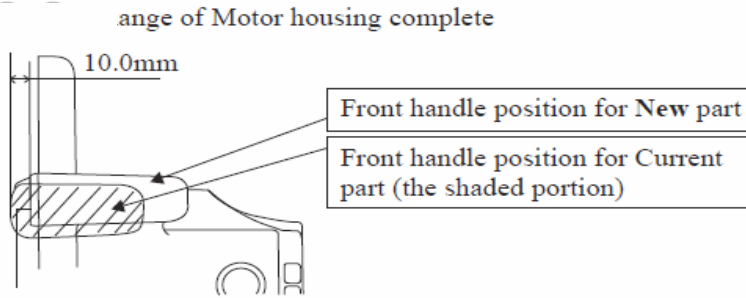 ange of Motor housing complete
10.0mm
Front handle position for New part
Front handle position for Current
part (the shaded portion)